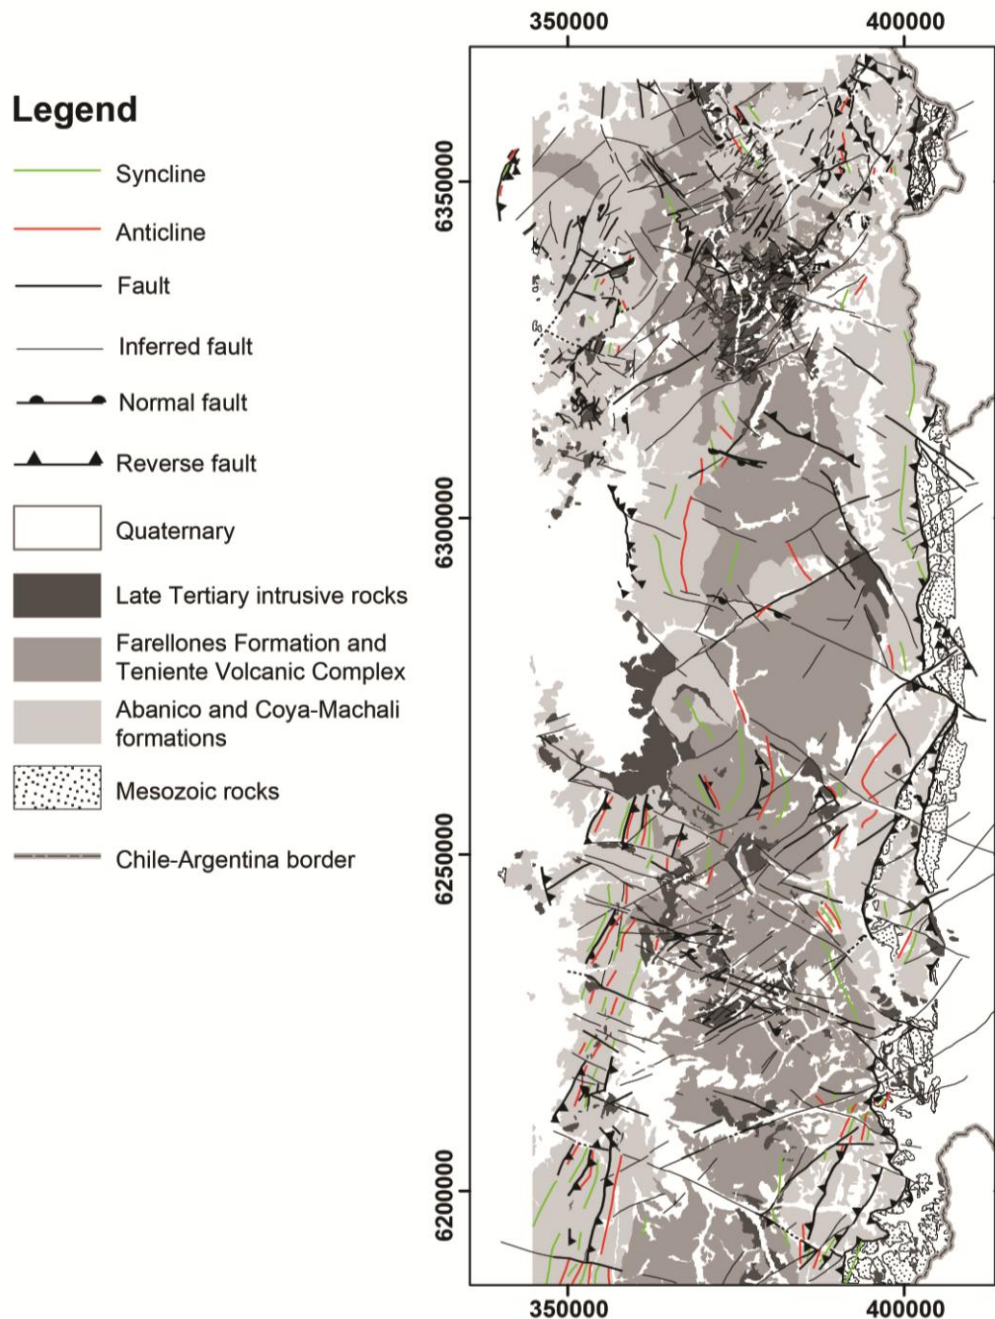 350000
400000
Legend
Syncline
Anticline
Fault
Inferred fault
Normal fault
Reverse fault
Quaternary
Late Tertiary intrusive rocks
Farellones Formation and
Teniente Volcanic Complex
Abanico and Coya-Machali
formations
Mesozoic rocks
Chile-Argentina border
6350000
6300000
6250000
6200000
350000
400000